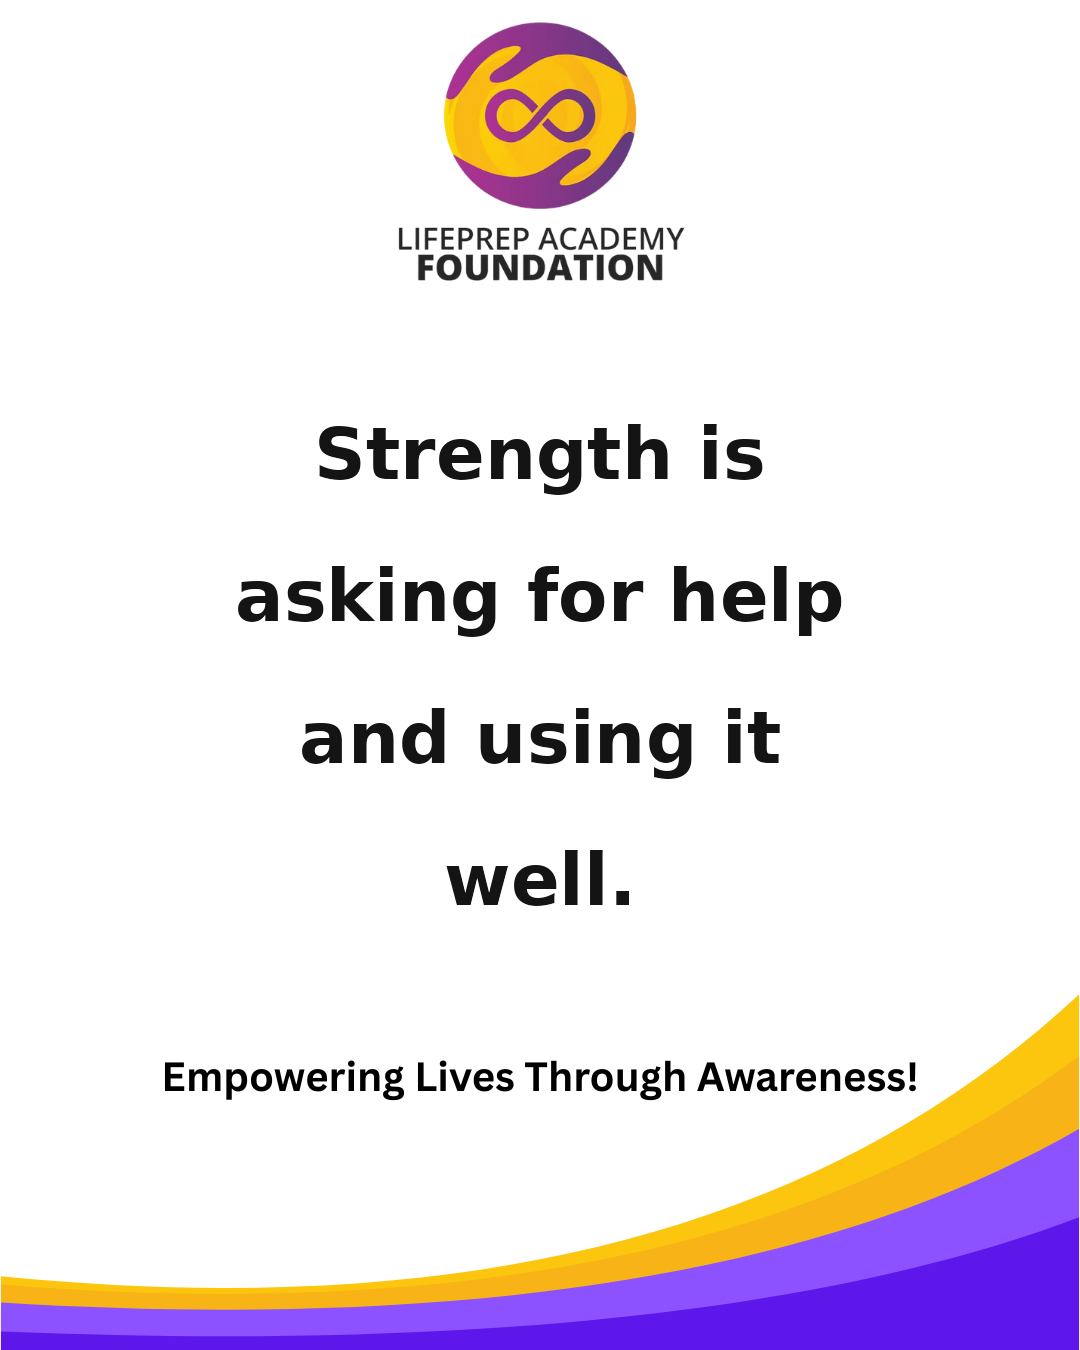 LIFEPREP ACADEMY
FOUNDATION
Strength is
asking for help
and using it
well.
Empowering Lives Through Awareness!